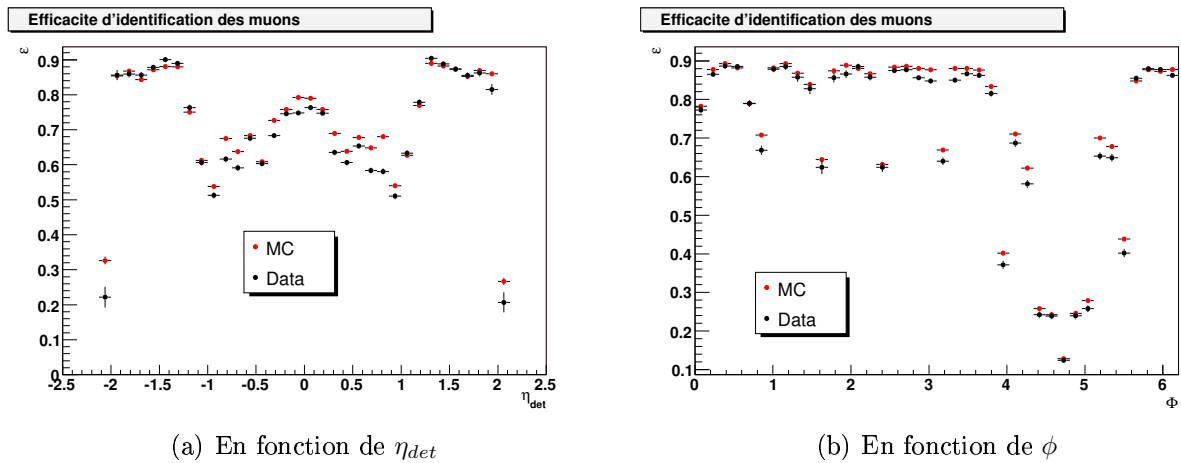 Efficacite d'identification des muons
ε
0.9
0.8
0.7
0.6
0.5
0.4
0.3
0.2
0.1
0
-2.5 -2 -1.5 -1 -0.5 0 0.5 1 1.5 2 2.5
η_det
MC
Data
(a) En fonction de η_det
Efficacite d'identification des muons
ε
0.9
0.8
0.7
0.6
0.5
0.4
0.3
0.2
0.1
0 1 2 3 4 5 6
Φ
MC
Data
(b) En fonction de ϕ